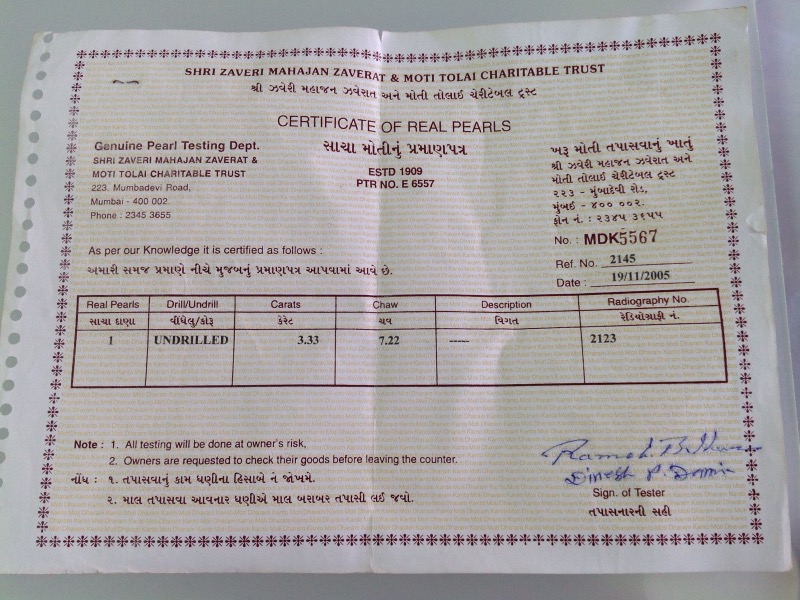 SHRI ZAVERI MAHAJAN ZAVERAT & MOTI TOLAI CHARITABLE TRUST
શ્રી ઝવેરી મહાજન ઝવેરાત અને મોતી તોલાઈ ચેરીટેબલ ટ્રસ્ટ
CERTIFICATE OF REAL PEARLS
સાચા મોતીનું પ્રમાણપત્ર
ESTD 1909
PTR NO. E 6557
Genuine Pearl Testing Dept.
SHRI ZAVERI MAHAJAN ZAVERAT &
MOTI TOLAI CHARITABLE TRUST
223. Mumbadevi Road,
Mumbai - 400 002.
Phone : 2345 3655
ખરૂ મોતી તપાસવાનું ખાતું
શ્રી ઝવેરી મહાજન ઝવેરાત અને
મોતી તોલાઈ ચેરીટેબલ ટ્રસ્ટ
૨૨૩ - મુંબાદેવી રોડ,
મુંબઈ - ૪૦૦ ૦૦૨.
ફોન નં. : ૨૩૪૫ ૩૬૫૫
No. : MDK5567
Ref. No. 2145
Date : 19/11/2005
As per our Knowledge it is certified as follows :
અમારી સમજ પ્રમાણે નીચે મુજબનું પ્રમાણપત્ર આપવામાં આવે છે.
Real Pearls Drill/Undrill Carats Chaw Description Radiography No.
સાચા દાણા વીંધેલુ/કોરૂ કેરેટ ચવ વિગત રેડિયોગ્રાફી નં.
1 UNDRILLED 3.33 7.22 ----- 2123
Note : 1. All testing will be done at owner's risk,
2. Owners are requested to check their goods before leaving the counter.
નોંધ : ૧. તપાસવાનું કામ ધણીના હિસાબે નં જોખમે.
૨. માલ તપાસવા આવનાર ધણીએ માલ બરાબર તપાસી લઈ જવો.
Dinesh P.
Sign. of Tester
તપાસનારની સહી